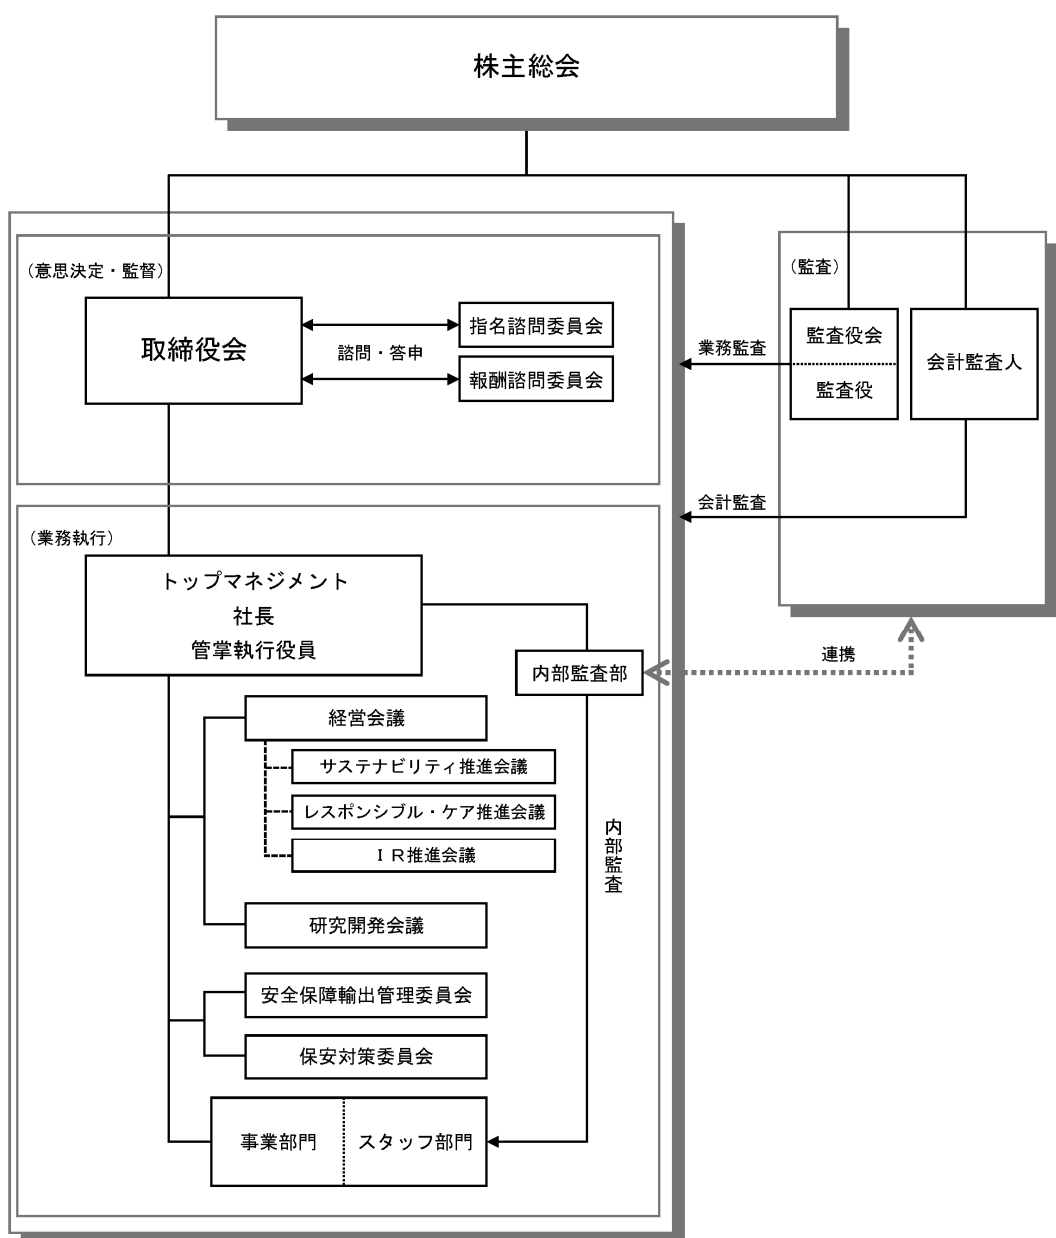 株主総会
（意思決定・監督）
取締役会
諮問・答申
指名諮問委員会
報酬諮問委員会
（監査）
業務監査
監査役会
監査役
会計監査人
会計監査
（業務執行）
トップマネジメント
社長
管掌執行役員
内部監査部
連携
経営会議
サステナビリティ推進会議
レスポンシブル・ケア推進会議
ＩＲ推進会議
内部監査
研究開発会議
安全保障輸出管理委員会
保安対策委員会
事業部門
スタッフ部門